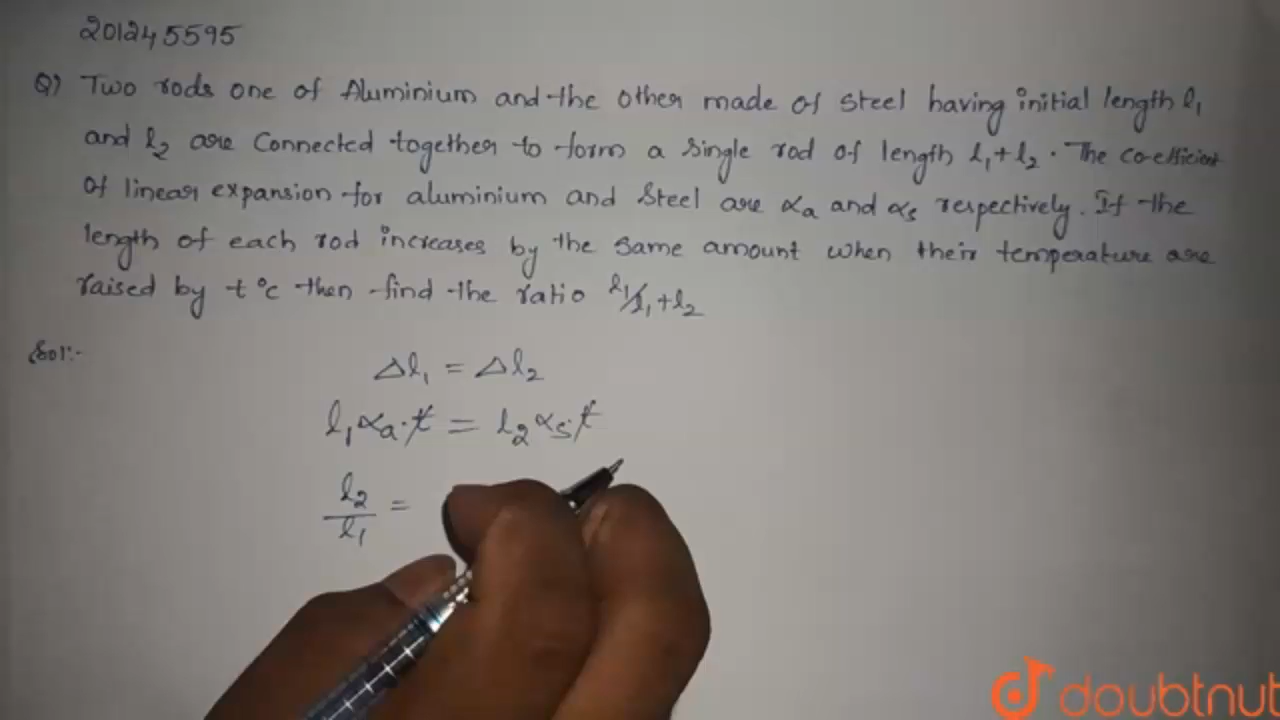 201245595
Q) Two rods one of Aluminium and the other made of steel having initial length l₁
and l₂ are connected together to form a single rod of length l₁+l₂. The co-efficient
of linear expansion for aluminium and steel are αa and αs respectively. If the
length of each rod increases by the same amount when their temperature are
raised by t°c then find the ratio l₁/l₁+l₂
Sol:-
Δl₁ = Δl₂
l₁αa.t = l₂αs.t
l₂/l₁ =
doubtnut